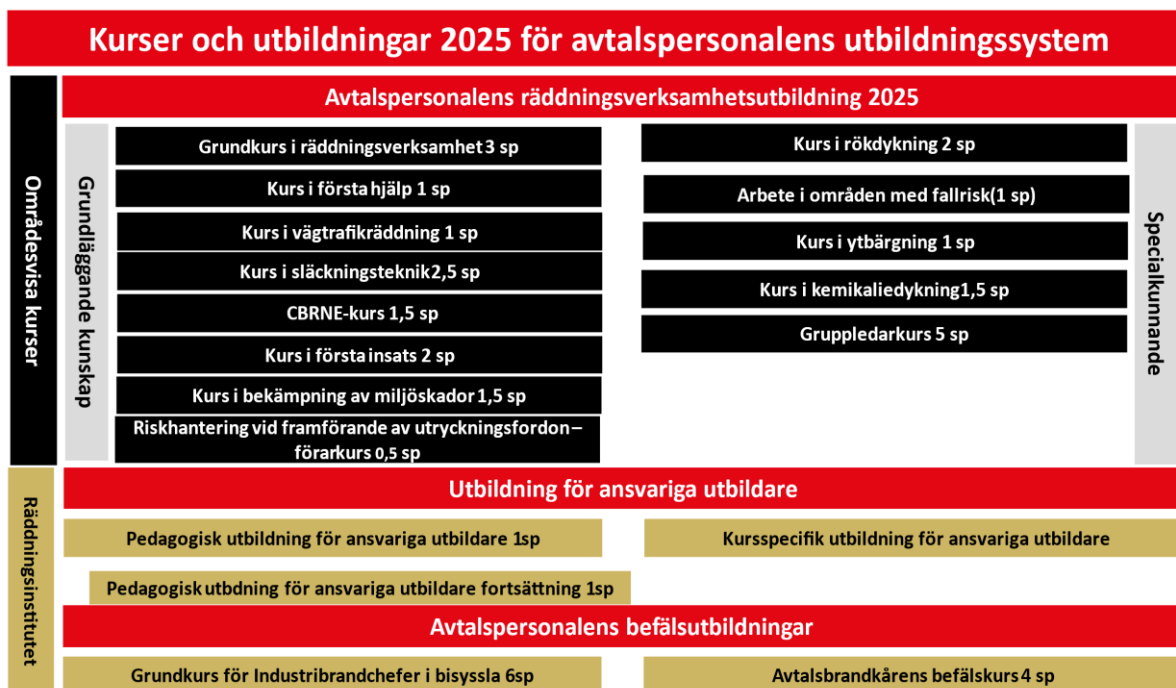 Kurser och utbildningar 2025 för avtalspersonalens utbildningssystem
Avtalspersonalens räddningsverksamhetsutbildning 2025
Områdesvisa kurser
Grundläggande kunskap
Grundkurs i räddningsverksamhet 3 sp
Kurs i första hjälp 1 sp
Kurs i vägtrafikräddning 1 sp
Kurs i släckningsteknik 2,5 sp
CBRNE-kurs 1,5 sp
Kurs i första insats 2 sp
Kurs i bekämpning av miljöskador 1,5 sp
Riskhantering vid framförande av utryckningsfordon –
förarkurs 0,5 sp
Kurs i rökdykning 2 sp
Arbete i områden med fallrisk(1 sp)
Kurs i ytbärgning 1 sp
Kurs i kemikaliedykning1,5 sp
Gruppledarkurs 5 sp
Specialkunnande
Räddningsinstitutet
Utbildning för ansvariga utbildare
Pedagogisk utbildning för ansvariga utbildare 1sp
Kursspecifik utbildning för ansvariga utbildare
Pedagogisk utbdning för ansvariga utbildare fortsättning 1sp
Avtalspersonalens befälsutbildningar
Grundkurs för Industribrandchefer i bisyssla 6sp
Avtalsbrandkårens befälskurs 4 sp